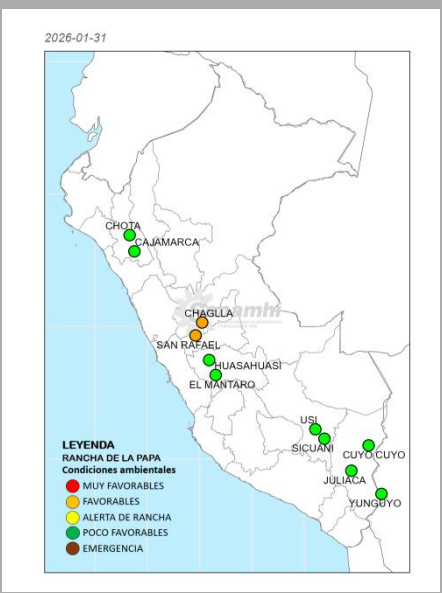 2026-01-31
CHOTA
CAJAMARCA
CHAGLLA
SAN RAFAEL
HUASAHUASI
EL MANTARO
USI
SICUANI
CUYO CUYO
JULIACA
YUNGUYO
LEYENDA
RANCHA DE LA PAPA
Condiciones ambientales
MUY FAVORABLES
FAVORABLES
ALERTA DE RANCHA
POCO FAVORABLES
EMERGENCIA